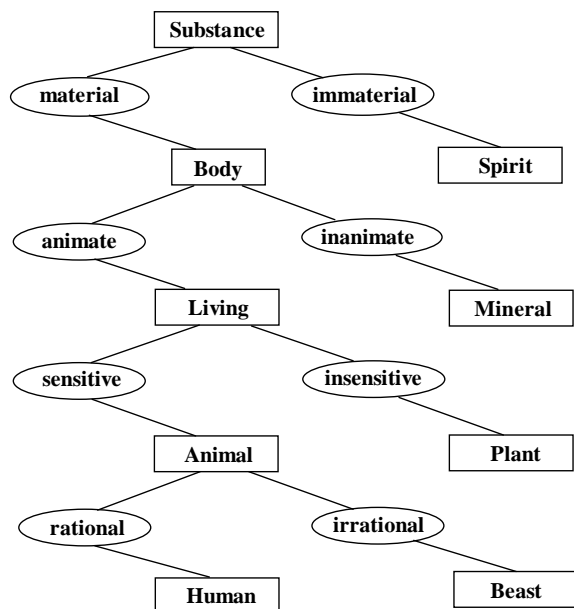 Substance
material
immaterial
Body
Spirit
animate
inanimate
Living
Mineral
sensitive
insensitive
Animal
Plant
rational
irrational
Human
Beast